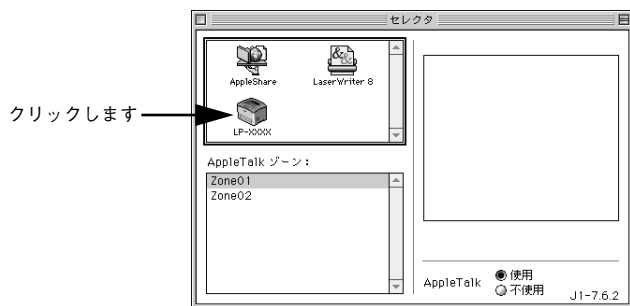 セレクタ
AppleShare
LaserWriter 8
クリックします
LP-XXXX
AppleTalk ゾーン：
Zone01
Zone02
AppleTalk
使用
不使用
J1-7.6.2